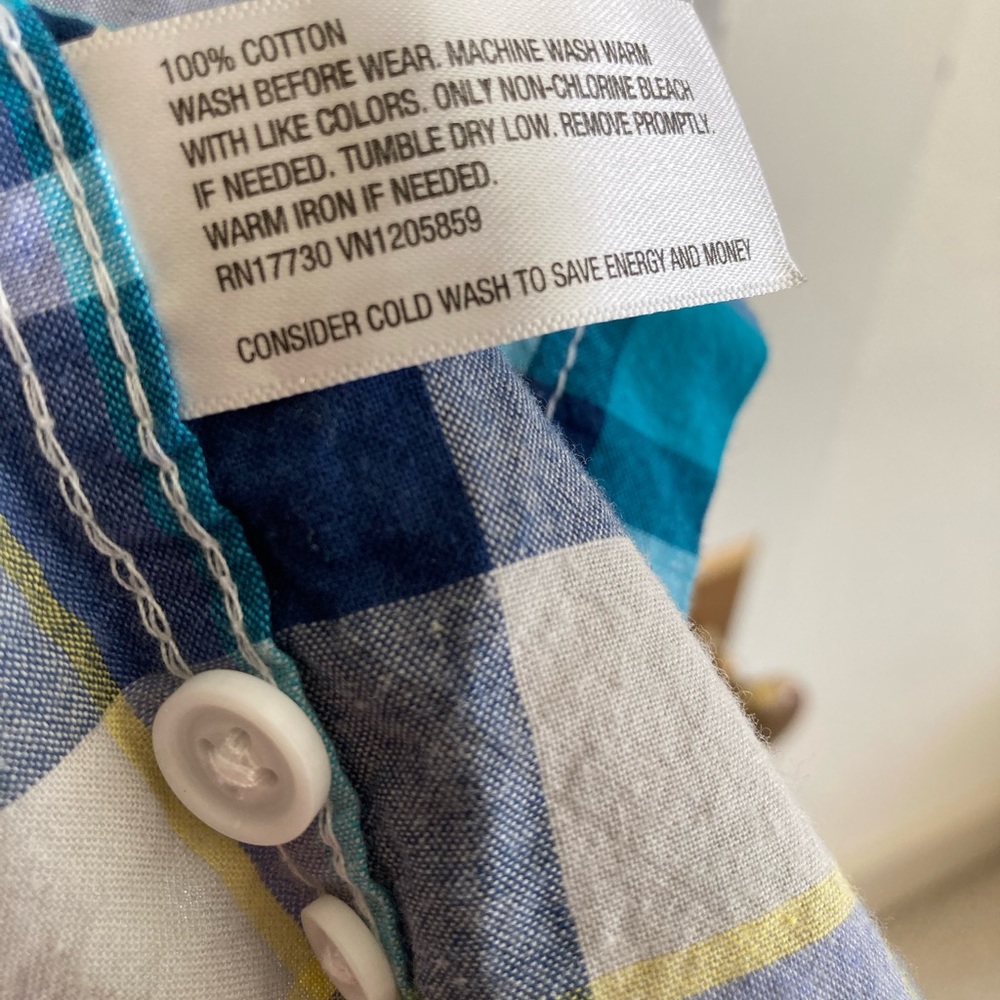 100% COTTON
WASH BEFORE WEAR. MACHINE WASH WARM
WITH LIKE COLORS. ONLY NON-CHLORINE BLEACH
IF NEEDED. TUMBLE DRY LOW. REMOVE PROMPTLY.
WARM IRON IF NEEDED.
RN17730 VN1205859
CONSIDER COLD WASH TO SAVE ENERGY AND MONEY